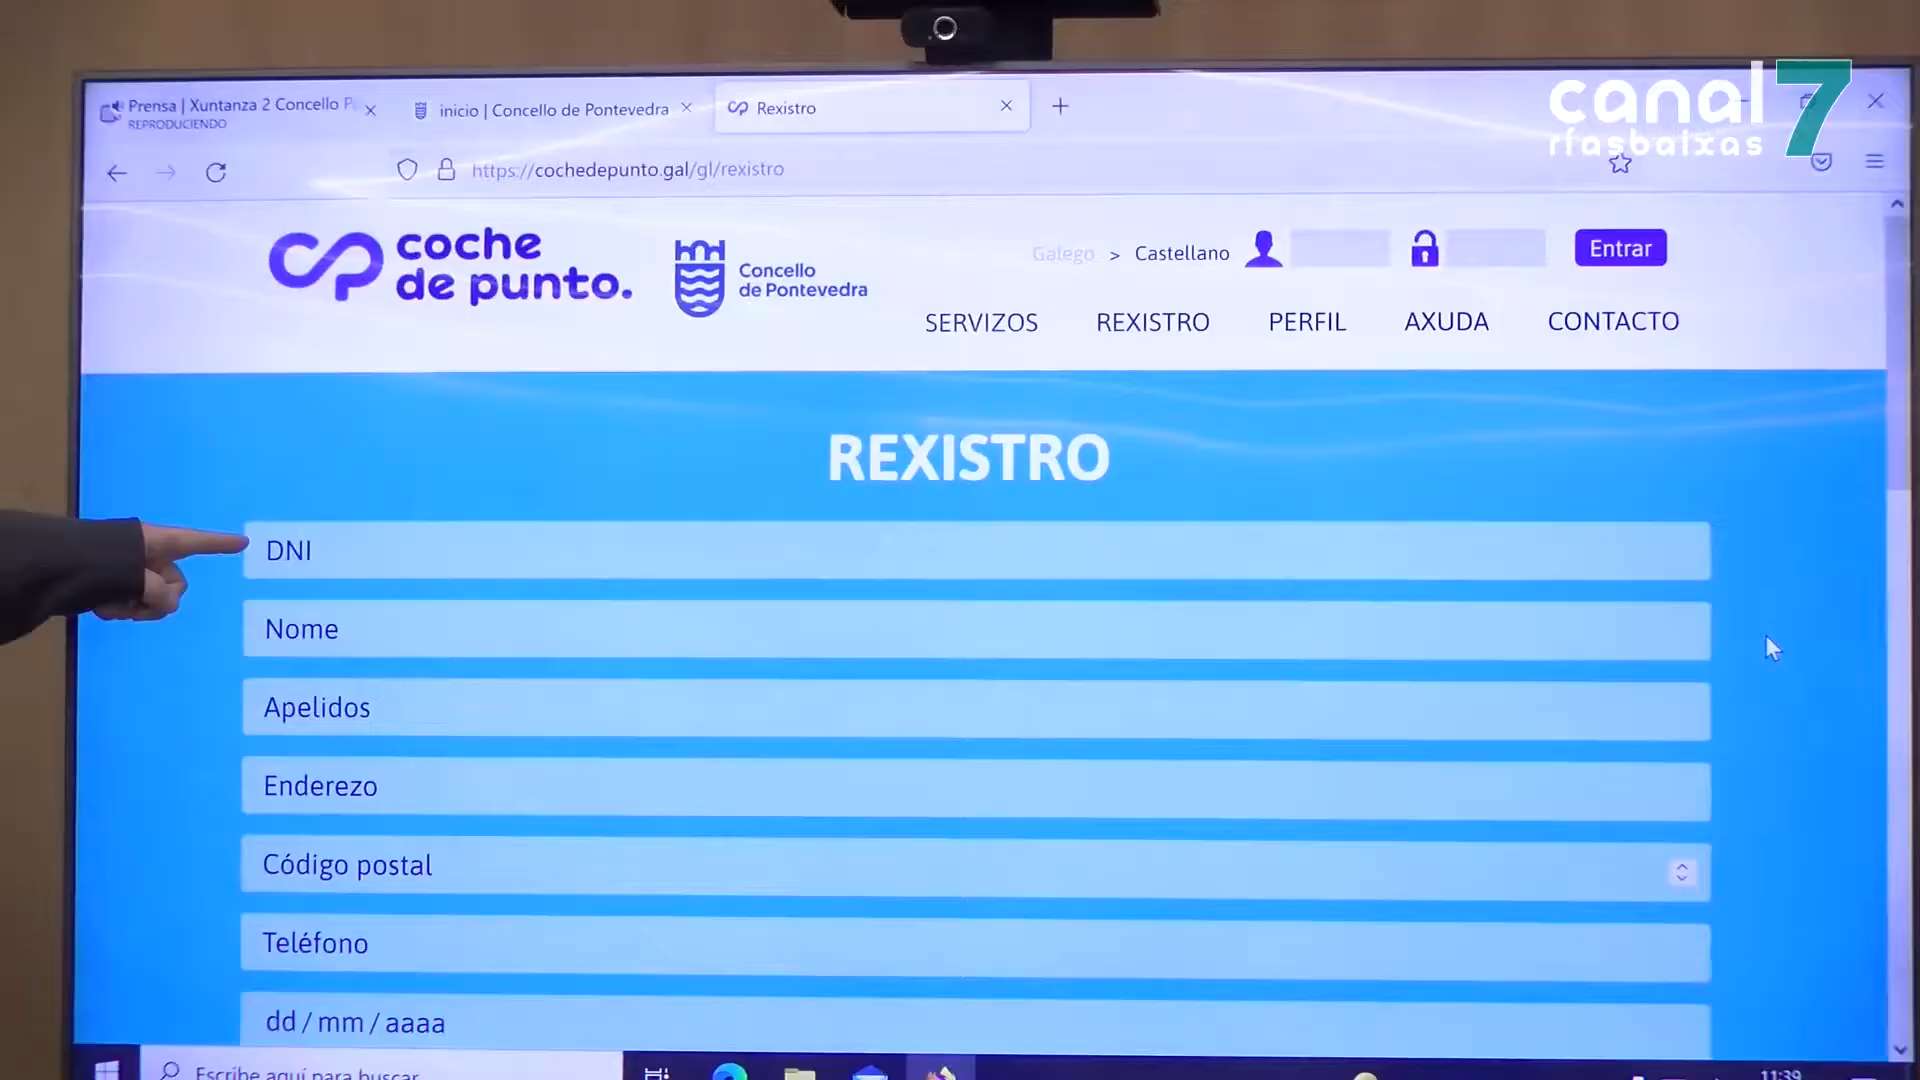 canal 7
rÍasbaixas
Prensa | Xuntanza 2 Concello P
REPRODUCIENDO
inicio | Concello de Pontevedra
Rexistro
https://cochedepunto.gal/gl/rexistro
coche
de punto.
Concello
de Pontevedra
Galego > Castellano
Entrar
SERVIZOS REXISTRO PERFIL AXUDA CONTACTO
REXISTRO
DNI
Nome
Apelidos
Enderezo
Código postal
Teléfono
dd / mm / aaaa
Escribe aquí para buscar
11:39